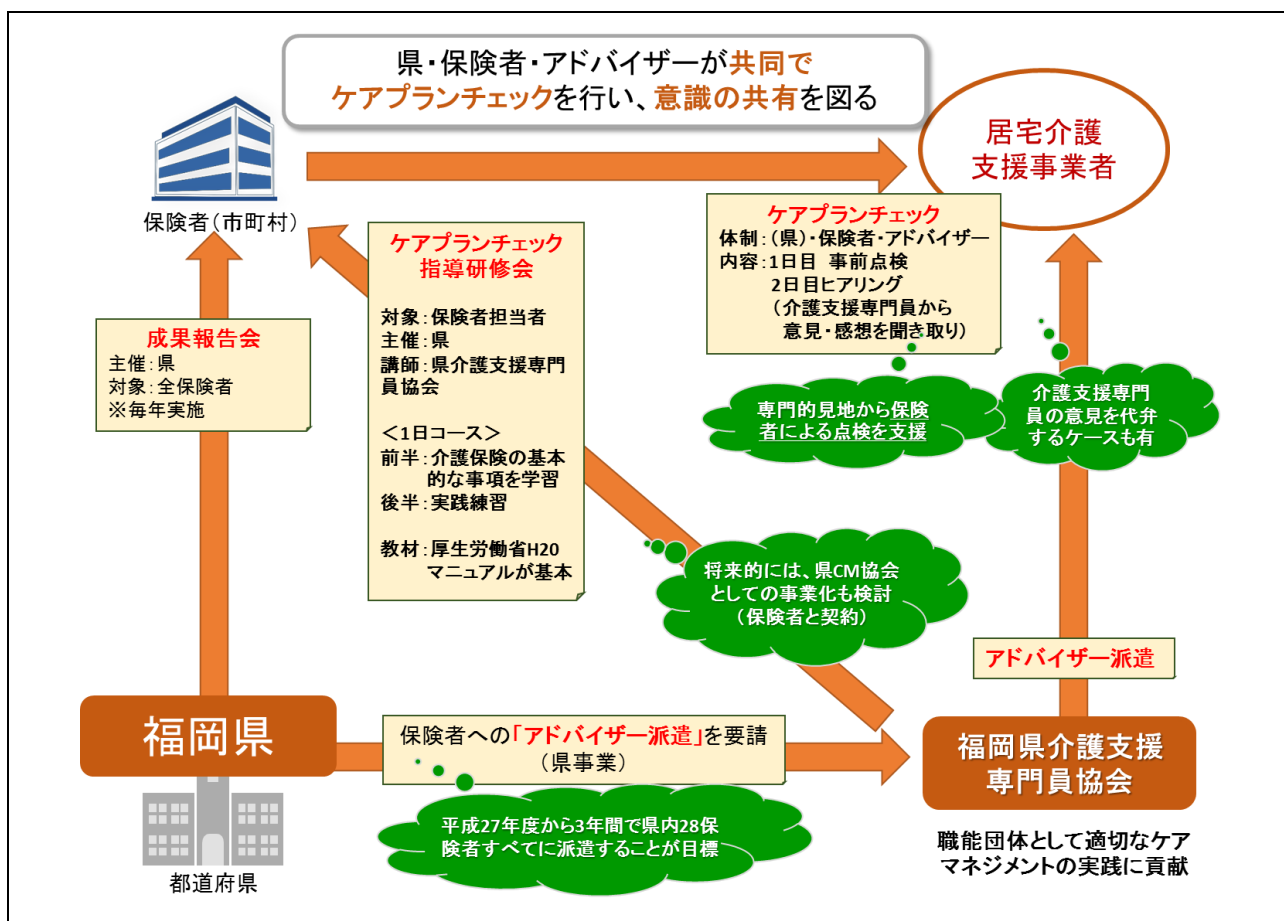 県・保険者・アドバイザーが共同で
ケアプランチェックを行い、意識の共有を図る
居宅介護
支援事業者
保険者(市町村)
ケアプランチェック
体制:(県)・保険者・アドバイザー
内容:1日目 事前点検
2日目ヒアリング
(介護支援専門員から
意見・感想を聞き取り)
ケアプランチェック
指導研修会
対象:保険者担当者
主催:県
講師:県介護支援専門
員協会
<1日コース>
前半:介護保険の基本
的な事項を学習
後半:実践練習
教材:厚生労働省H20
マニュアルが基本
成果報告会
主催:県
対象:全保険者
※毎年実施
専門的見地から保険
者による点検を支援
介護支援専門
員の意見を代弁
するケースも有
将来的には、県CM協会
としての事業化も検討
(保険者と契約)
アドバイザー派遣
福岡県
保険者への「アドバイザー派遣」を要請
(県事業)
福岡県介護支援
専門員協会
平成27年度から3年間で県内28保
険者すべてに派遣することが目標
職能団体として適切なケア
マネジメントの実践に貢献
都道府県